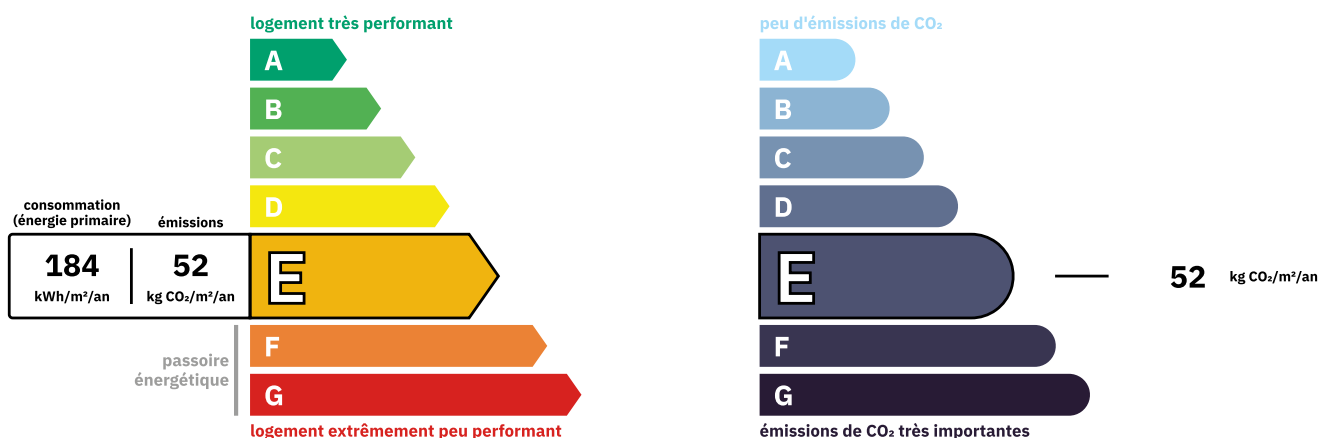 logement très performant
A
B
C
D
consommation
(énergie primaire)
émissions
184
kWh/m²/an
52
kg CO₂/m²/an
E
passoire
énergétique
F
G
logement extrêmement peu performant
peu d'émissions de CO₂
A
B
C
D
E
52
kg CO₂/m²/an
F
G
émissions de CO₂ très importantes